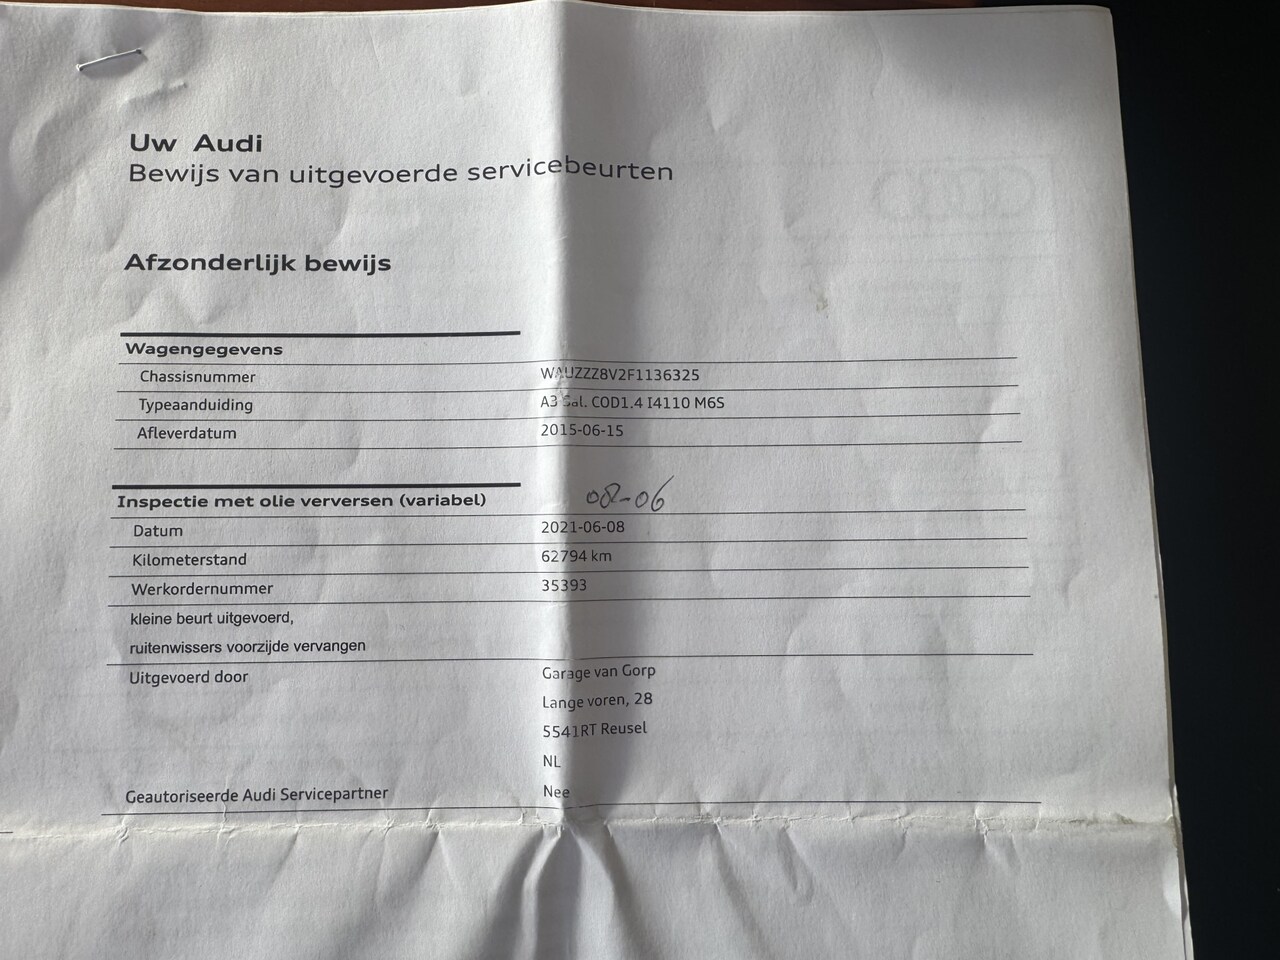 Uw Audi
Bewijs van uitgevoerde servicebeurten
Afzonderlijk bewijs
Wagengegevens
Chassisnummer WAUZZZ8V2F1136325
Typeaanduiding A3 Sal. COD1.4 I4110 M6S
Afleverdatum 2015-06-15
Inspectie met olie verversen (variabel) 08-06
Datum 2021-06-08
Kilometerstand 62794 km
Werkordernummer 35393
kleine beurt uitgevoerd,
ruitenwissers voorzijde vervangen
Uitgevoerd door Garage van Gorp
Lange voren, 28
5541RT Reusel
NL
Geautoriseerde Audi Servicepartner Nee